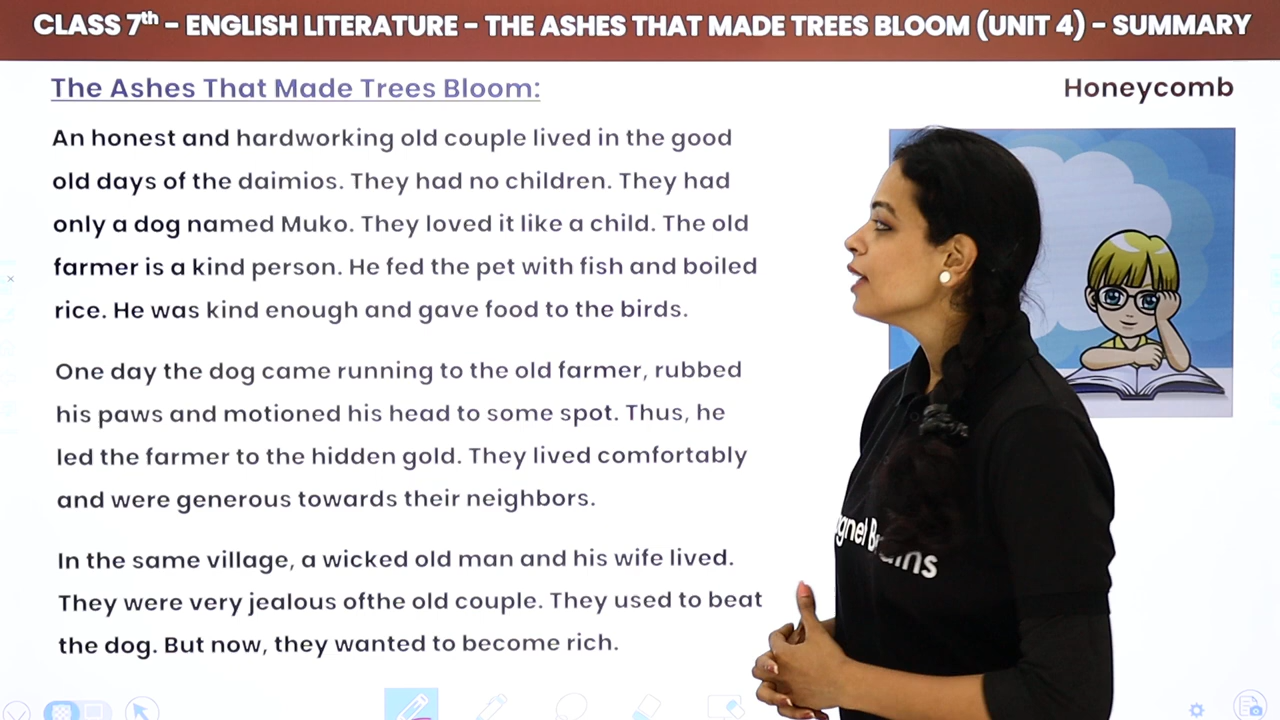 CLASS 7th – ENGLISH LITERATURE – THE ASHES THAT MADE TREES BLOOM (UNIT 4) – SUMMARY
The Ashes That Made Trees Bloom:
Honeycomb
An honest and hardworking old couple lived in the good
old days of the daimios. They had no children. They had
only a dog named Muko. They loved it like a child. The old
farmer is a kind person. He fed the pet with fish and boiled
rice. He was kind enough and gave food to the birds.
One day the dog came running to the old farmer, rubbed
his paws and motioned his head to some spot. Thus, he
led the farmer to the hidden gold. They lived comfortably
and were generous towards their neighbors.
In the same village, a wicked old man and his wife lived.
They were very jealous ofthe old couple. They used to beat
the dog. But now, they wanted to become rich.